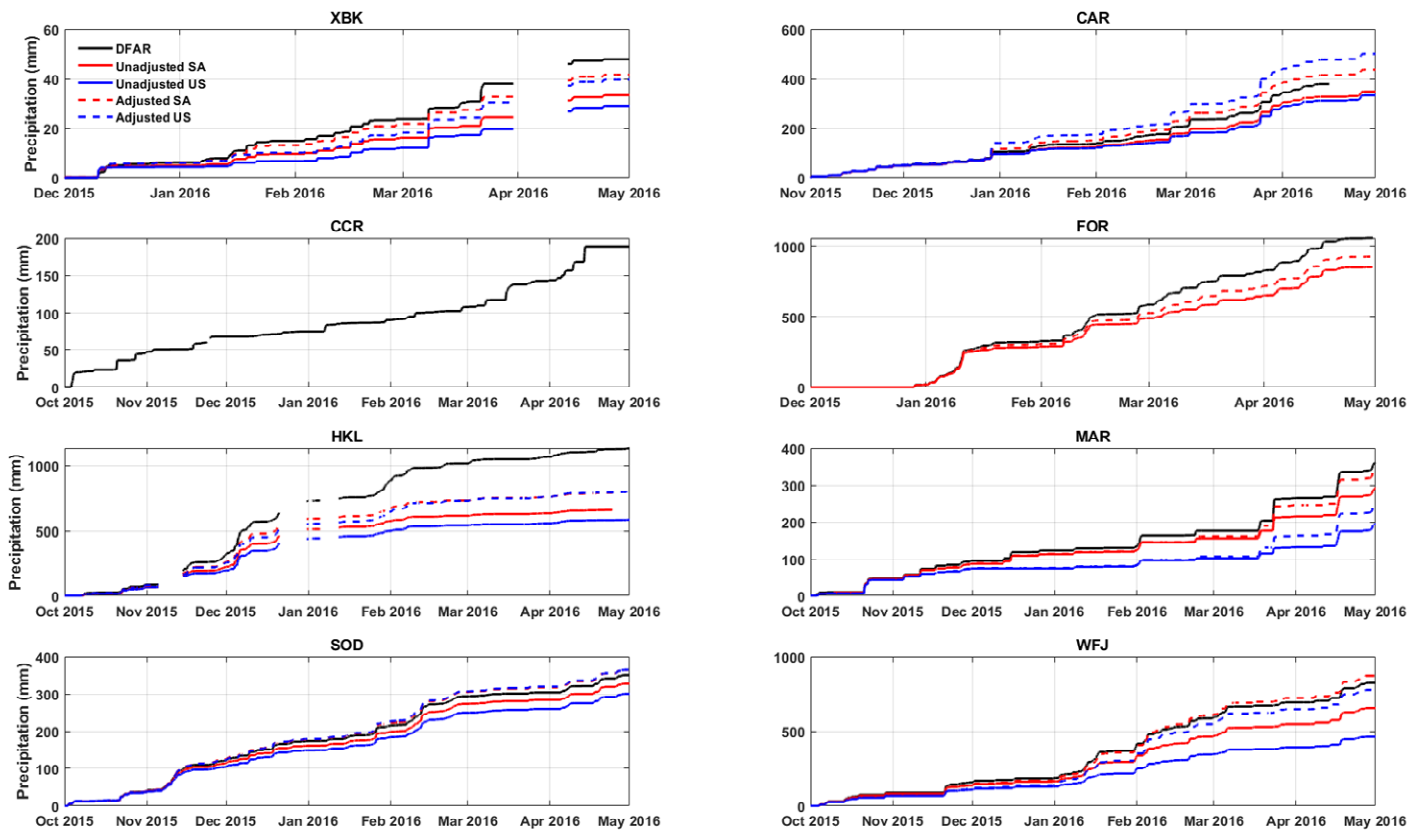 XBK
CAR
Precipitation (mm)
60
40
20
0
DFAR
Unadjusted SA
Unadjusted US
Adjusted SA
Adjusted US
Dec 2015 Jan 2016 Feb 2016 Mar 2016 Apr 2016 May 2016
600
400
200
0
Nov 2015 Dec 2015 Jan 2016 Feb 2016 Mar 2016 Apr 2016 May 2016
CCR
FOR
Precipitation (mm)
200
150
100
50
0
Oct 2015 Nov 2015 Dec 2015 Jan 2016 Feb 2016 Mar 2016 Apr 2016 May 2016
1000
500
0
Dec 2015 Jan 2016 Feb 2016 Mar 2016 Apr 2016 May 2016
HKL
MAR
Precipitation (mm)
1000
500
0
Oct 2015 Nov 2015 Dec 2015 Jan 2016 Feb 2016 Mar 2016 Apr 2016 May 2016
400
300
200
100
0
Oct 2015 Nov 2015 Dec 2015 Jan 2016 Feb 2016 Mar 2016 Apr 2016 May 2016
SOD
WFJ
Precipitation (mm)
400
300
200
100
0
Oct 2015 Nov 2015 Dec 2015 Jan 2016 Feb 2016 Mar 2016 Apr 2016 May 2016
1000
500
0
Oct 2015 Nov 2015 Dec 2015 Jan 2016 Feb 2016 Mar 2016 Apr 2016 May 2016